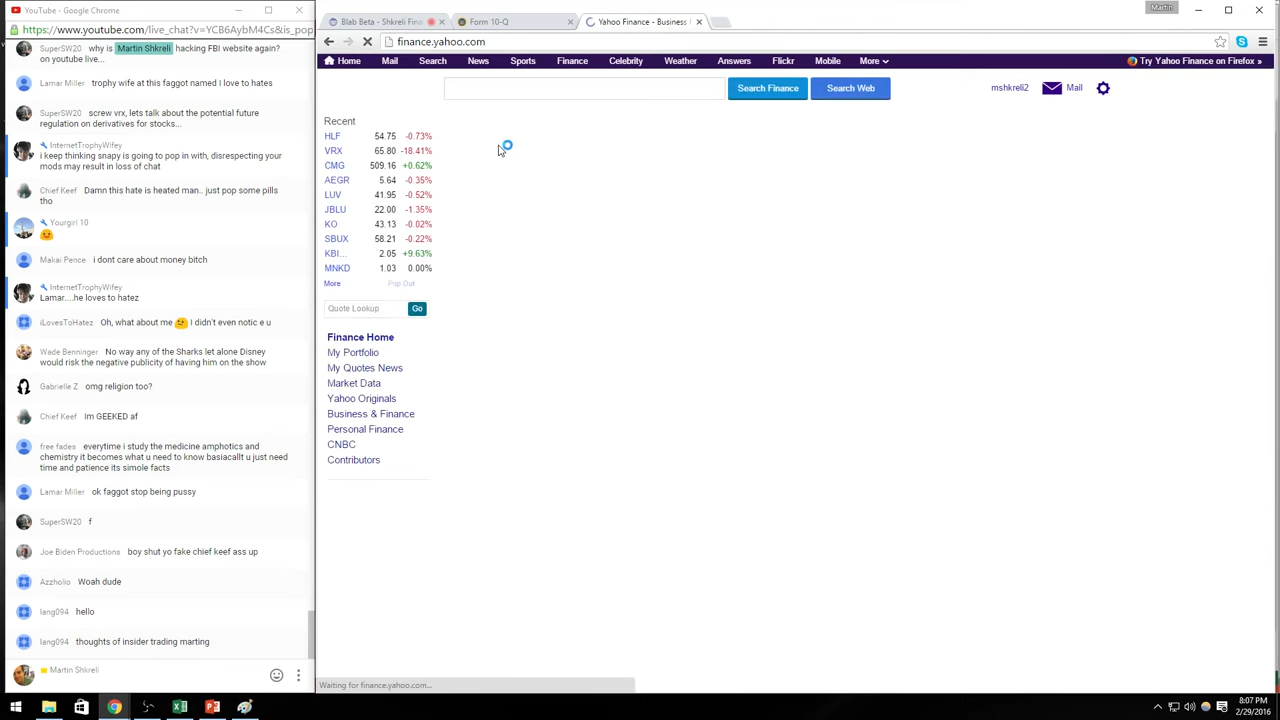 YouTube - Google Chrome
https://www.youtube.com/live_chat?v=YCB6AybM4Cs&is_pop
SuperSW20 why is Martin Shkreli hacking FBI website again?
on youtube live...
Lamar Miller trophy wife at this faggot named I love to hates
SuperSW20 screw vrx, lets talk about the potential future
regulation on derivatives for stocks...
InternetTrophyWifey
i keep thinking snapy is going to pop in with, disrespecting your
mods may result in loss of chat
Chief Keef Damn this hate is heated man.. just pop some pills
tho
Yourgirl 10
Makai Pence i dont care about money bitch
InternetTrophyWifey
Lamar....he loves to hatez
iLovesToHatez Oh, what about me I didn't even notic e u
Wade Benninger No way any of the Sharks let alone Disney
would risk the negative publicity of having him on the show
Gabrielle Z omg religion too?
Chief Keef Im GEEKED af
free fades everytime i study the medicine amphotics and
chemistry it becomes what u need to know basiacallt u just need
time and patience its simole facts
Lamar Miller ok faggot stop being pussy
SuperSW20 f
Joe Biden Productions boy shut yo fake chief keef ass up
Azzholio Woah dude
lang094 hello
lang094 thoughts of insider trading marting
Martin Shkreli
Blab Beta - Shkreli Fina
Form 10-Q
Yahoo Finance - Business
Martin
finance.yahoo.com
Home Mail Search News Sports Finance Celebrity Weather Answers Flickr Mobile More
Try Yahoo Finance on Firefox »
Search Finance
Search Web
mshkreli2
Mail
Recent
HLF 54.75 -0.73%
VRX 65.80 -18.41%
CMG 509.16 +0.62%
AEGR 5.64 -0.35%
LUV 41.95 -0.52%
JBLU 22.00 -1.35%
KO 43.13 -0.02%
SBUX 58.21 -0.22%
KBI... 2.05 +9.63%
MNKD 1.03 0.00%
More Pop Out
Quote Lookup Go
Finance Home
My Portfolio
My Quotes News
Market Data
Yahoo Originals
Business & Finance
Personal Finance
CNBC
Contributors
Waiting for finance.yahoo.com...
8:07 PM
2/29/2016